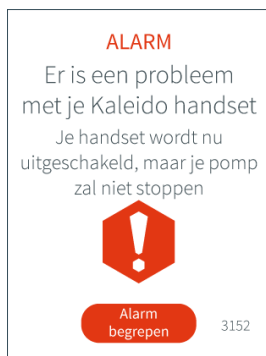 ALARM
Er is een probleem
met je Kaleido handset
Je handset wordt nu
uitgeschakeld, maar je pomp
zal niet stoppen
Alarm
begrepen
3152